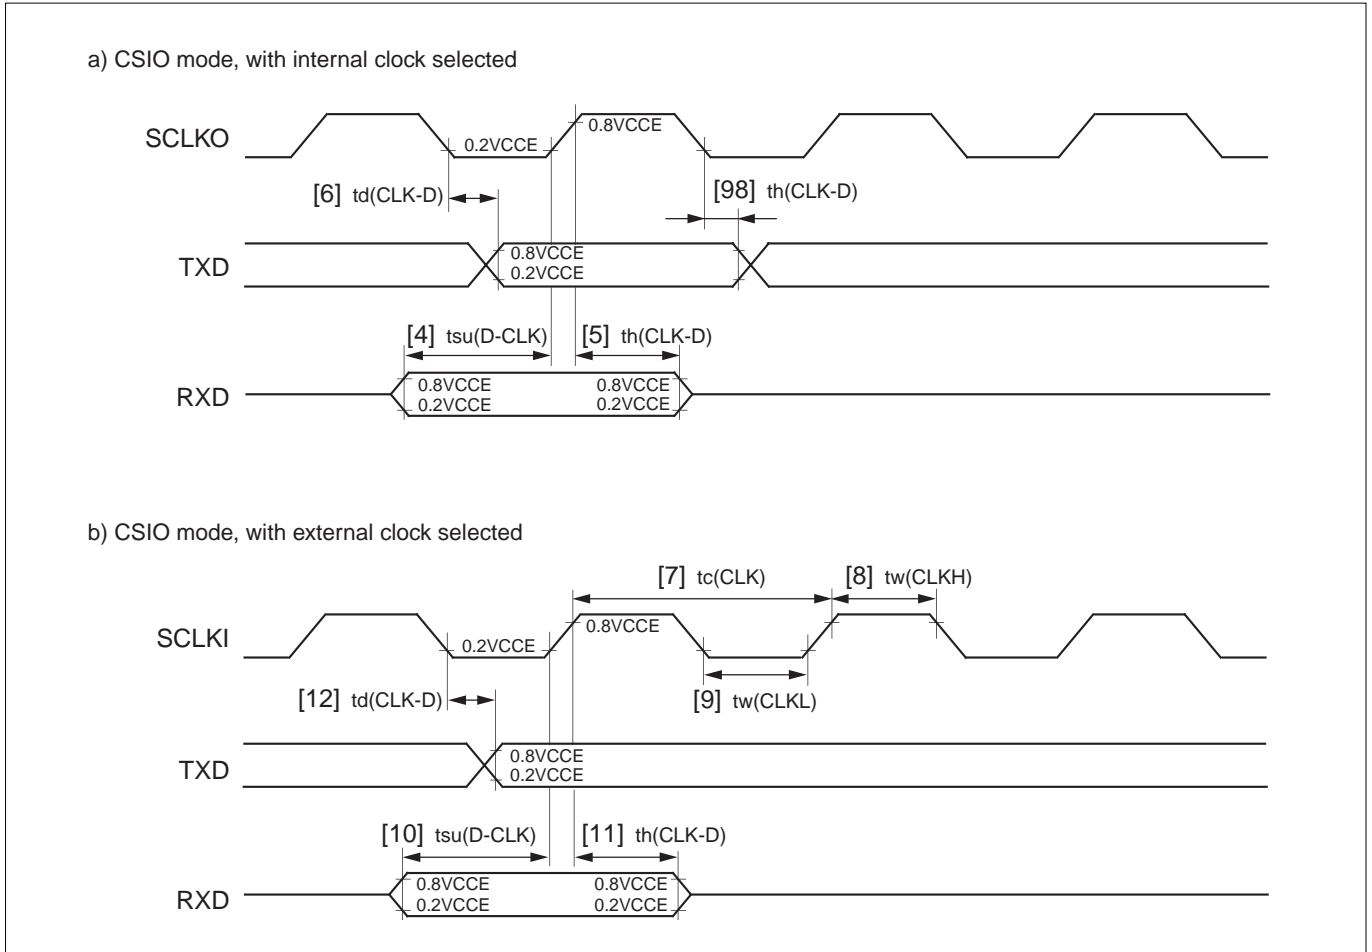 a) CSIO mode, with internal clock selected
SCLKO
0.2VCCE
0.8VCCE
[6] td(CLK-D)
[98] th(CLK-D)
TXD
0.8VCCE
0.2VCCE
[4] tsu(D-CLK)
[5] th(CLK-D)
RXD
0.8VCCE 0.8VCCE
0.2VCCE 0.2VCCE
b) CSIO mode, with external clock selected
[7] tc(CLK)
[8] tw(CLKH)
SCLKI
0.2VCCE
0.8VCCE
[12] td(CLK-D)
[9] tw(CLKL)
TXD
0.8VCCE
0.2VCCE
[10] tsu(D-CLK)
[11] th(CLK-D)
RXD
0.8VCCE 0.8VCCE
0.2VCCE 0.2VCCE